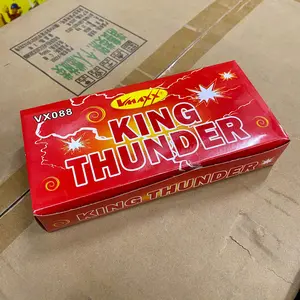 VMAXX
VX088
KING
THUNDER
KING THUNDER